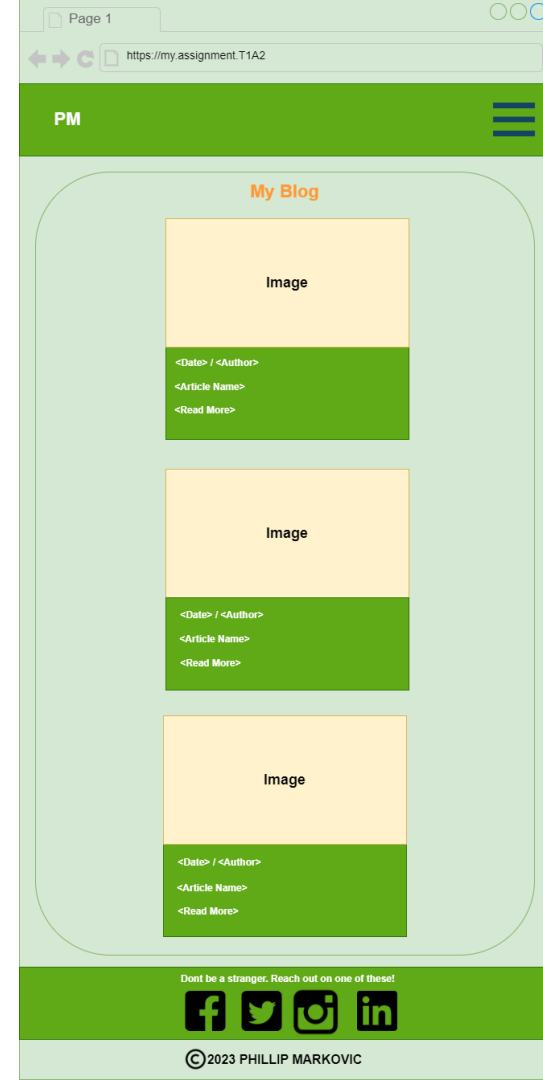 Page 1
https://my.assignment.T1A2
PM
My Blog
Image
<Date> / <Author>
<Article Name>
<Read More>
Image
<Date> / <Author>
<Article Name>
<Read More>
Image
<Date> / <Author>
<Article Name>
<Read More>
Dont be a stranger. Reach out on one of these!
f in
©2023 PHILLIP MARKOVIC